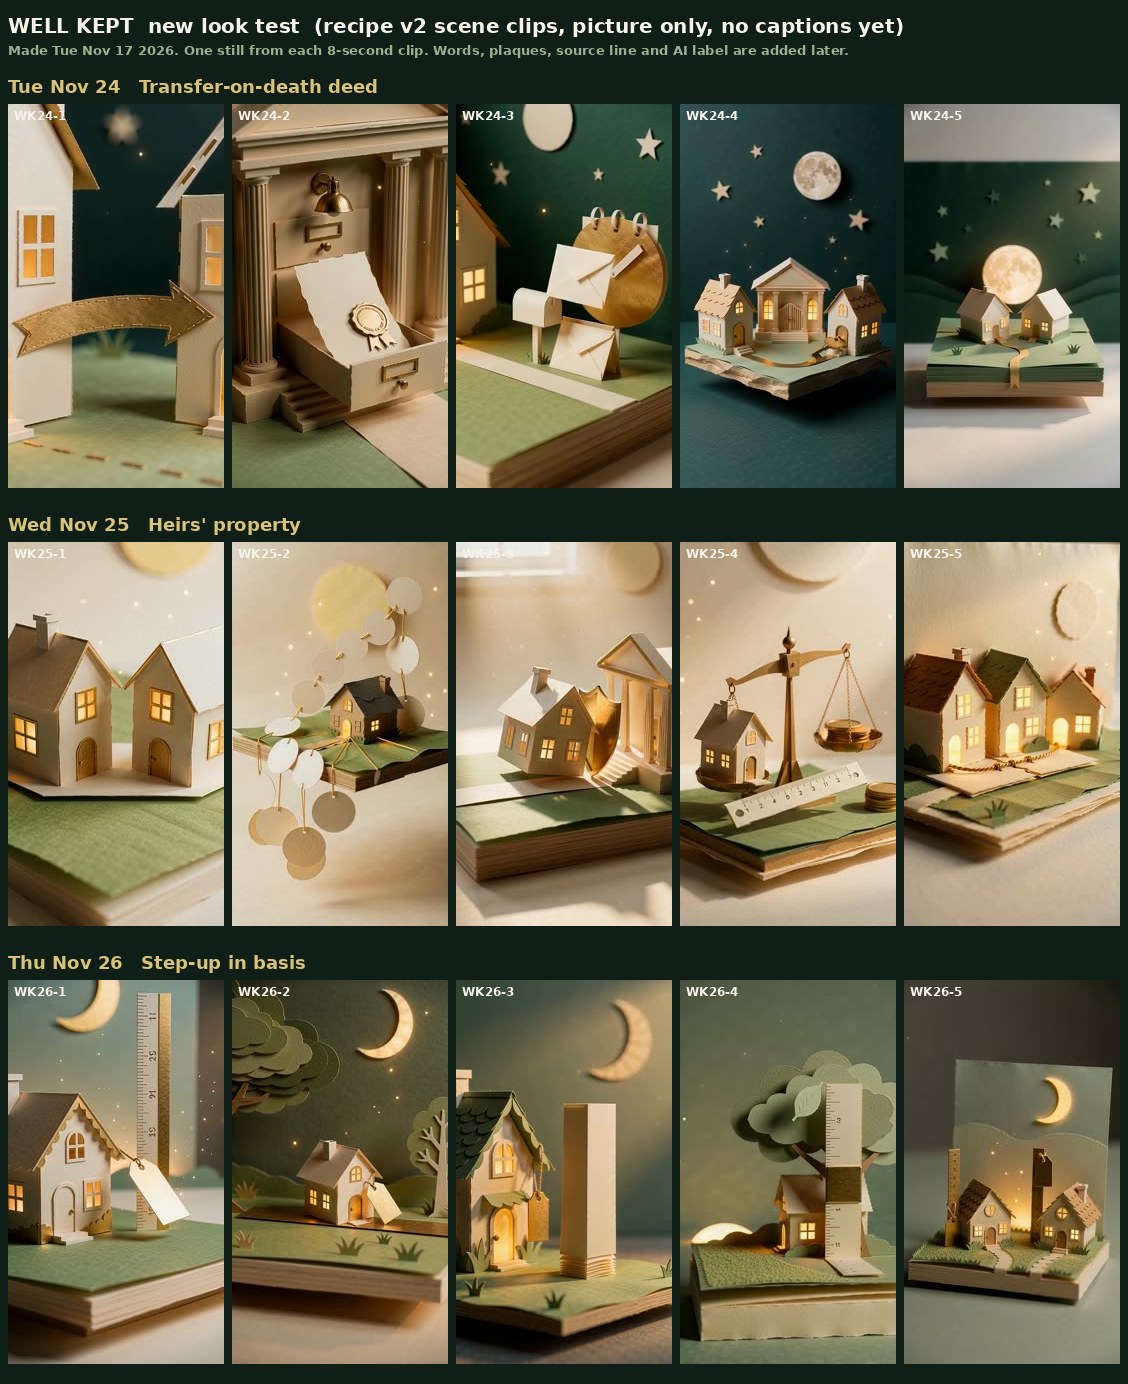 WELL KEPT new look test (recipe v2 scene clips, picture only, no captions yet)
Made Tue Nov 17 2026. One still from each 8-second clip. Words, plaques, source line and AI label are added later.
Tue Nov 24 Transfer-on-death deed
WK24-1 WK24-2 WK24-3 WK24-4 WK24-5
Wed Nov 25 Heirs' property
WK25-1 WK25-2 WK25-3 WK25-4 WK25-5
Thu Nov 26 Step-up in basis
WK26-1 WK26-2 WK26-3 WK26-4 WK26-5